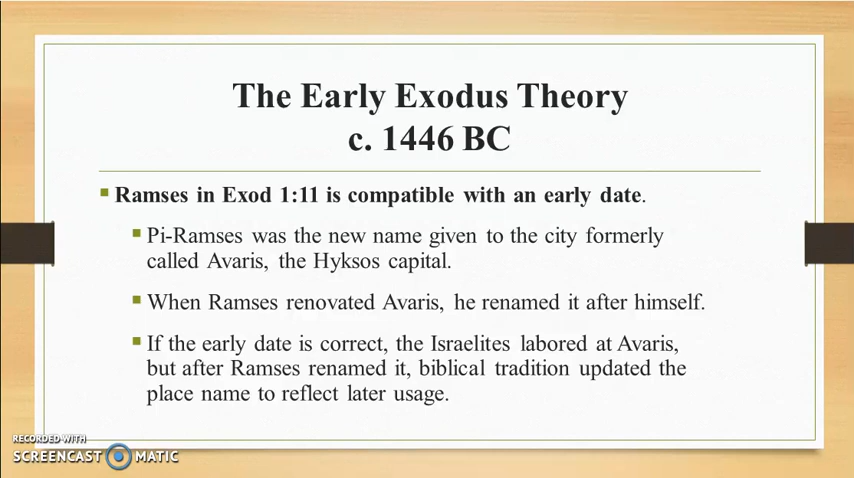 The Early Exodus Theory
c. 1446 BC
Ramses in Exod 1:11 is compatible with an early date.
Pi-Ramses was the new name given to the city formerly
called Avaris, the Hyksos capital.
When Ramses renovated Avaris, he renamed it after himself.
If the early date is correct, the Israelites labored at Avaris,
but after Ramses renamed it, biblical tradition updated the
place name to reflect later usage.
RECORDED WITH
SCREENCAST MATIC